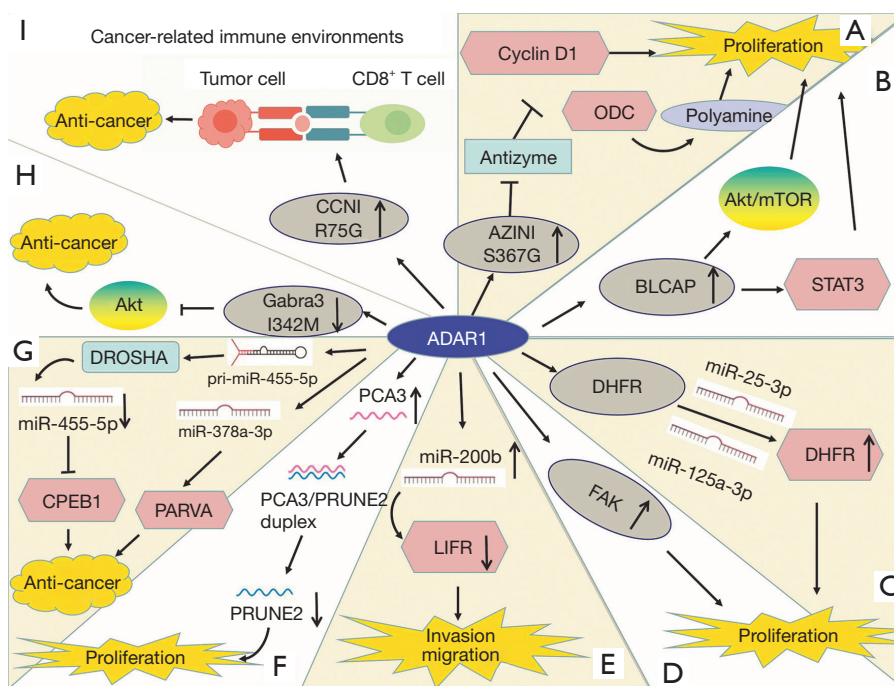 I
Cancer-related immune environments
Tumor cell
CD8⁺ T cell
Anti-cancer
A
Cyclin D1
Proliferation
ODC
Polyamine
Antizyme
AZINI
S367G
B
Akt/mTOR
BLCAP
STAT3
CCNI
R75G
H
Anti-cancer
Akt
Gabra3
I342M
ADAR1
G
DROSHA
pri-miR-455-5p
miR-455-5p
miR-378a-3p
CPEB1
PARVA
Anti-cancer
PCA3
PCA3/PRUNE2
duplex
PRUNE2
Proliferation
F
miR-200b
LIFR
Invasion
migration
E
FAK
D
DHFR
miR-25-3p
miR-125a-3p
DHFR
C
Proliferation